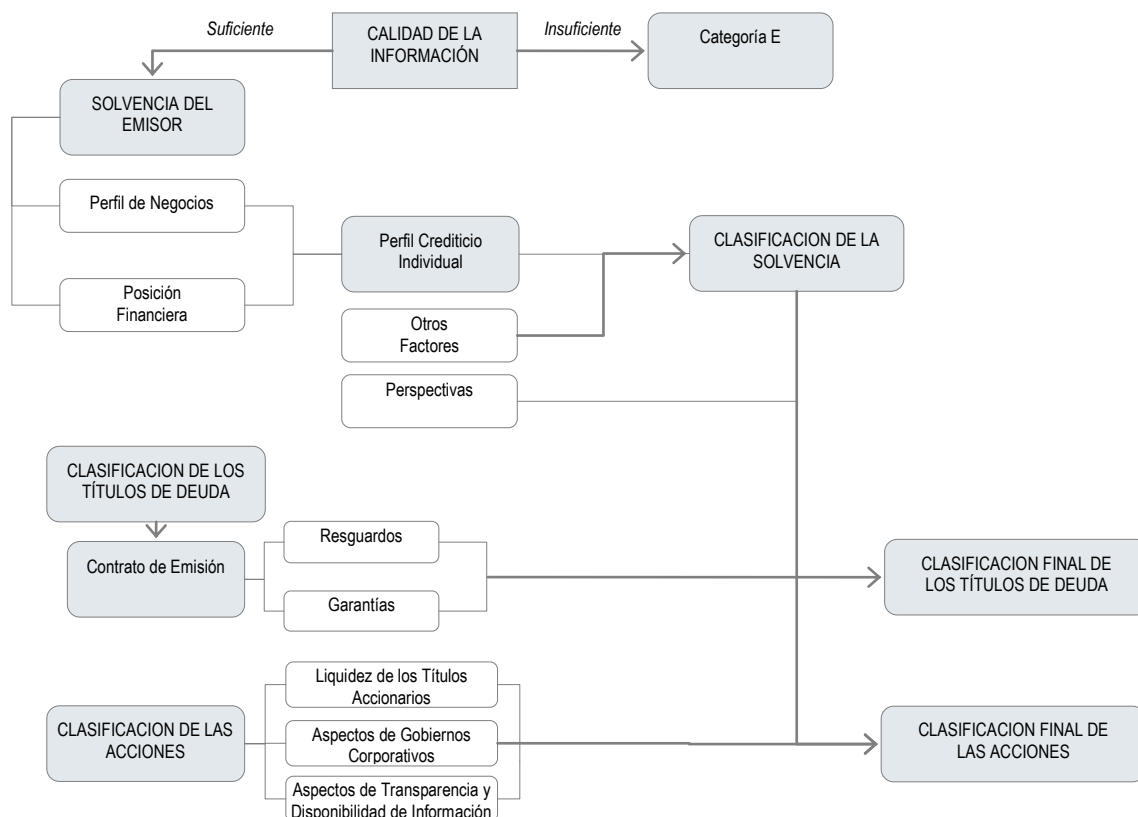 Suficiente
CALIDAD DE LA
INFORMACIÓN
Insuficiente
Categoría E
SOLVENCIA DEL
EMISOR
Perfil de Negocios
Posición
Financiera
Perfil Crediticio
Individual
CLASIFICACION DE LA
SOLVENCIA
Otros
Factores
Perspectivas
CLASIFICACION DE LOS
TÍTULOS DE DEUDA
Contrato de Emisión
Resguardos
Garantías
CLASIFICACION FINAL DE
LOS TÍTULOS DE DEUDA
CLASIFICACION DE LAS
ACCIONES
Liquidez de los Títulos
Accionarios
Aspectos de Gobiernos
Corporativos
Aspectos de Transparencia y
Disponibilidad de Información
CLASIFICACION FINAL DE
LAS ACCIONES